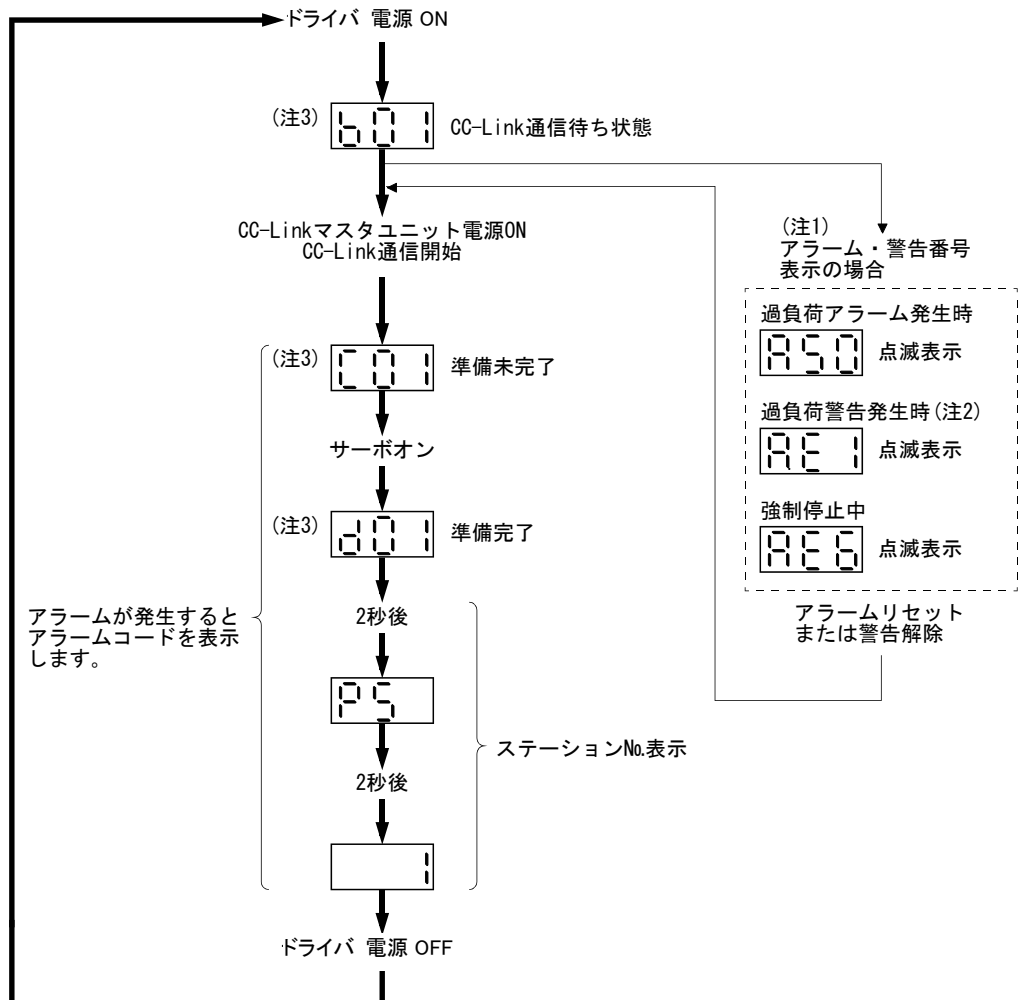 ドライバ 電源 ON
(注3) b01 CC-Link通信待ち状態
CC-Linkマスタユニット電源ON
CC-Link通信開始
(注3) C01 準備未完了
サーボオン
(注3) d01 準備完了
2秒後
PS
2秒後
1
ドライバ 電源 OFF
アラームが発生すると
アラームコードを表示
します。
ステーション№表示
(注1)
アラーム・警告番号
表示の場合
過負荷アラーム発生時
A50 点滅表示
過負荷警告発生時(注2)
AE1 点滅表示
強制停止中
AE6 点滅表示
アラームリセット
または警告解除